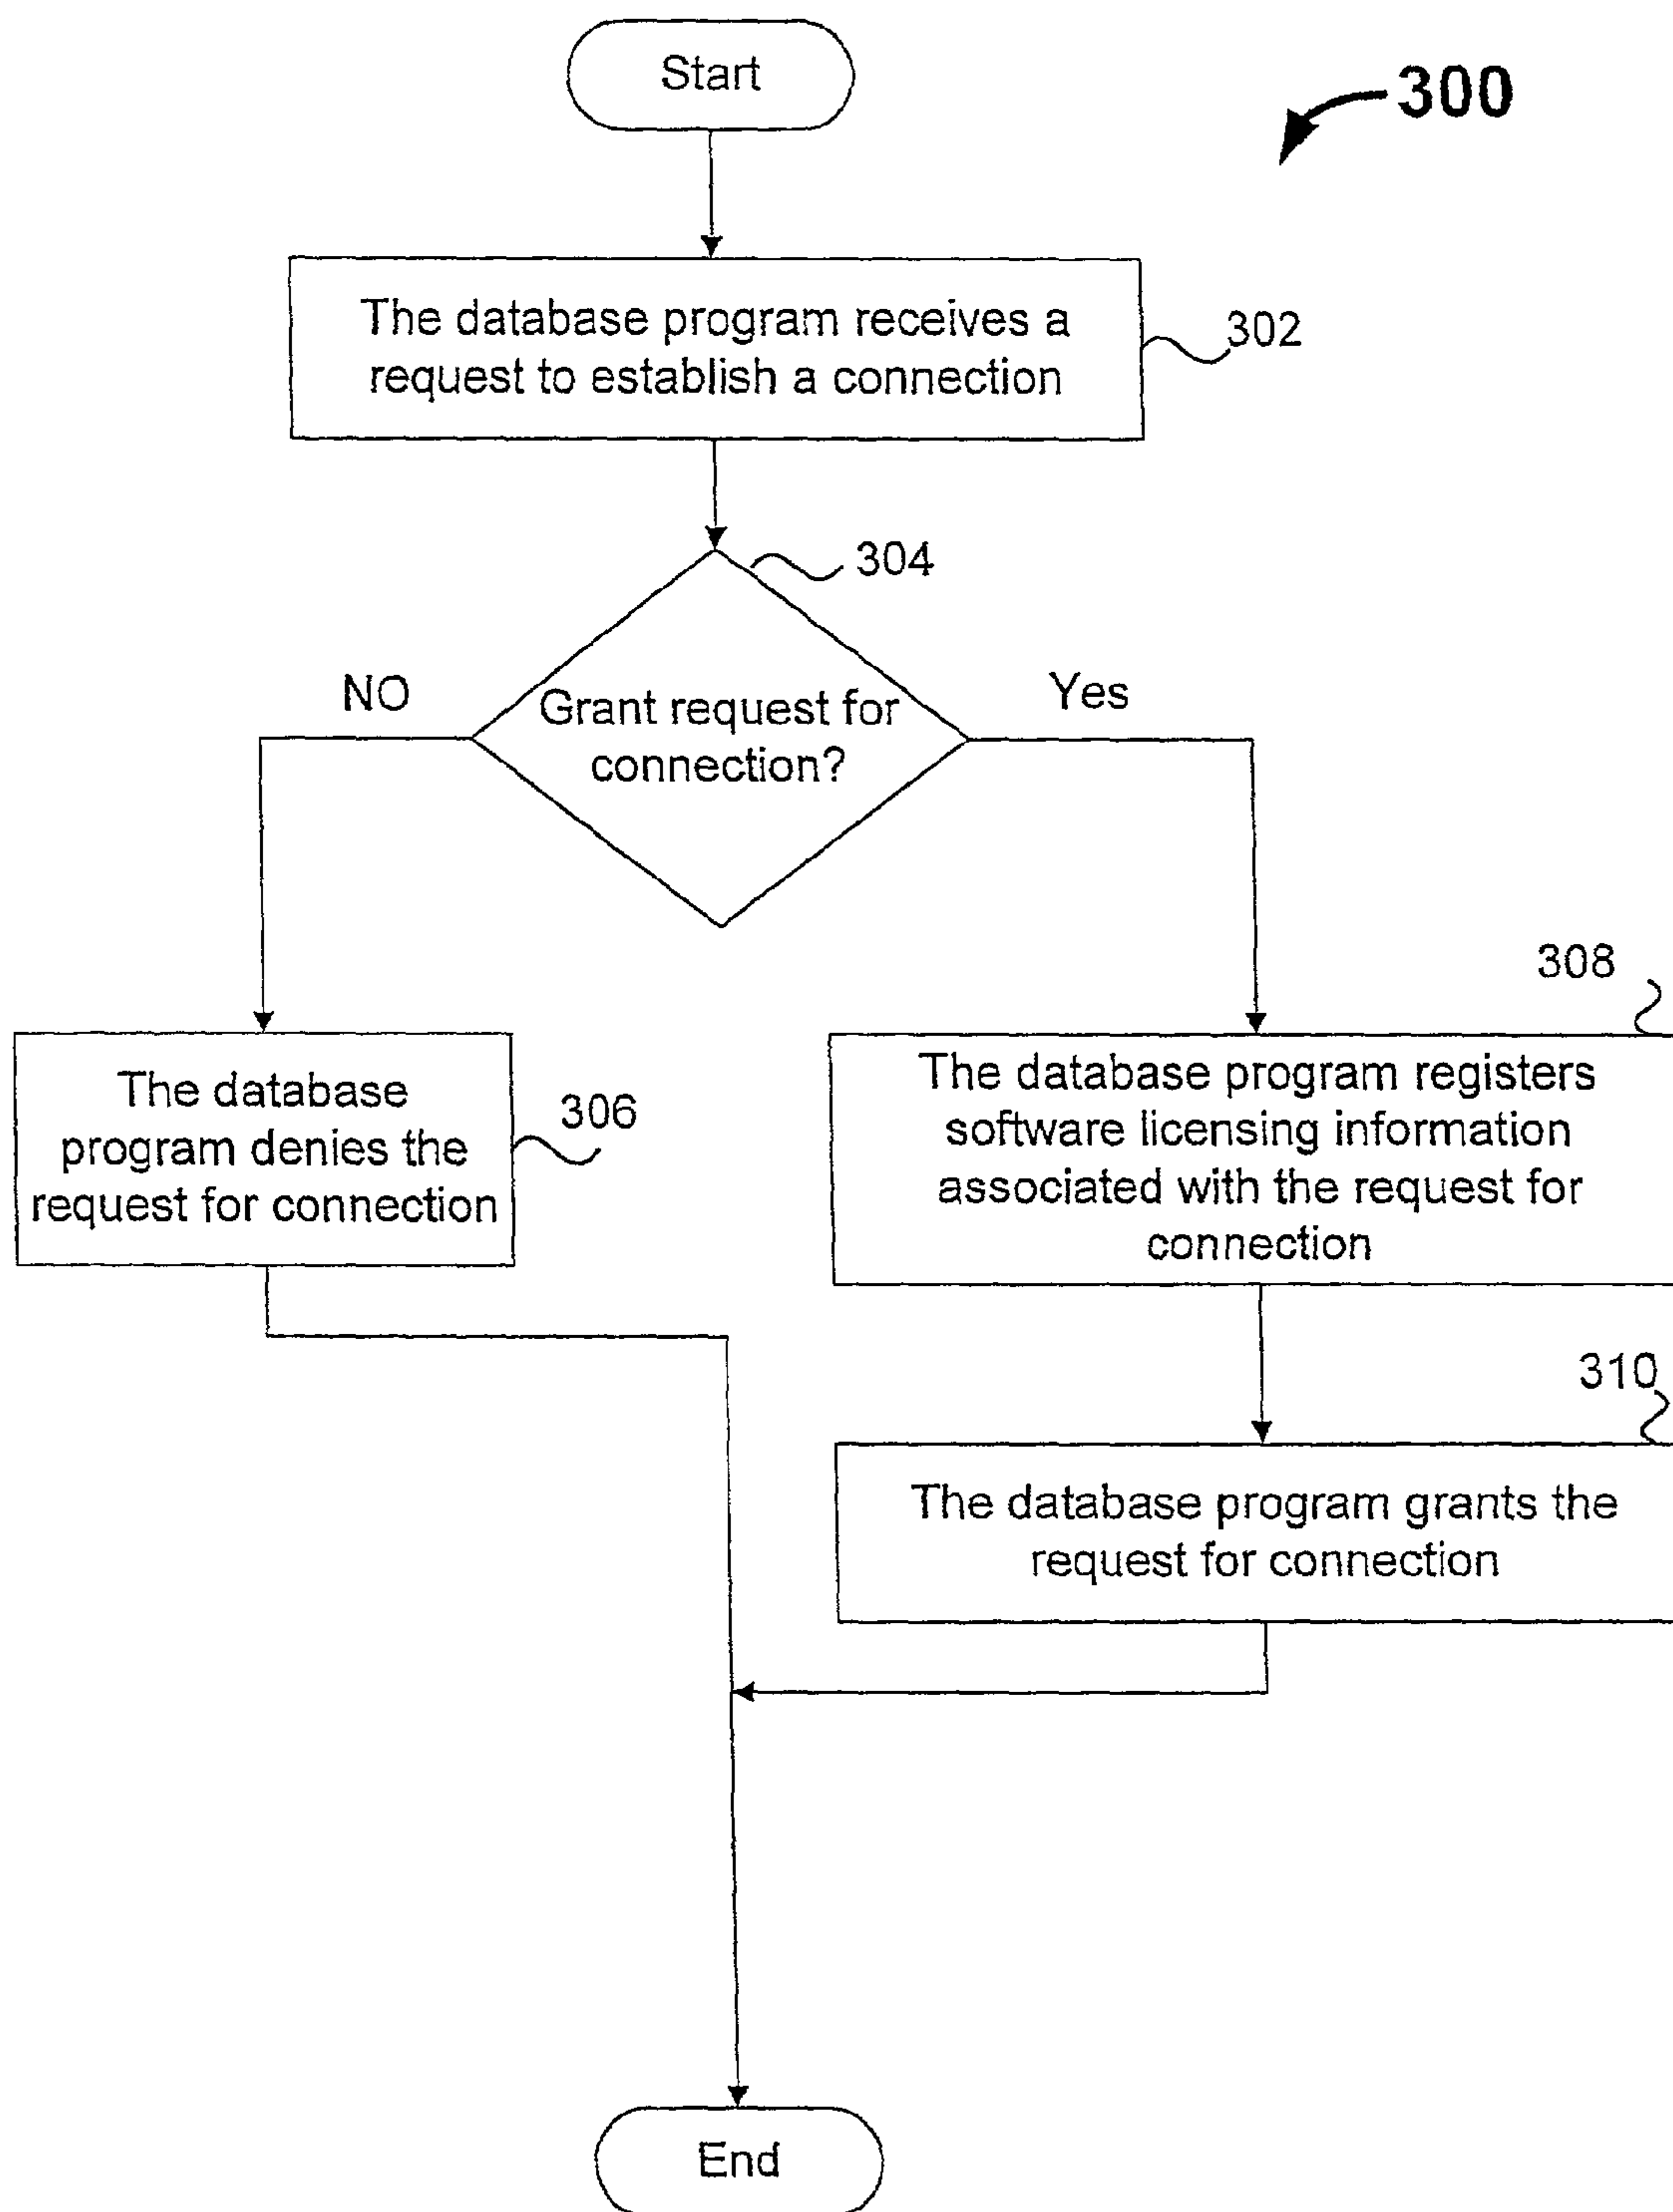 Start
300
The database program receives a
request to establish a connection
302
304
NO
Grant request for
connection?
Yes
308
The database
program denies the
request for connection
306
The database program registers
software licensing information
associated with the request for
connection
310
The database program grants the
request for connection
End